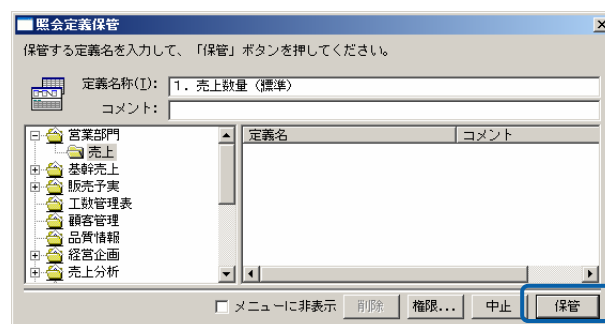 照会定義保管
保管する定義名を入力して、「保管」ボタンを押してください。
定義名称(I): 1. 売上数量（標準）
コメント:
営業部門
売上
基幹売上
販売予実
工数管理表
顧客管理
品質情報
経営企画
売上分析
定義名 コメント
メニューに非表示 削除 権限... 中止 保管